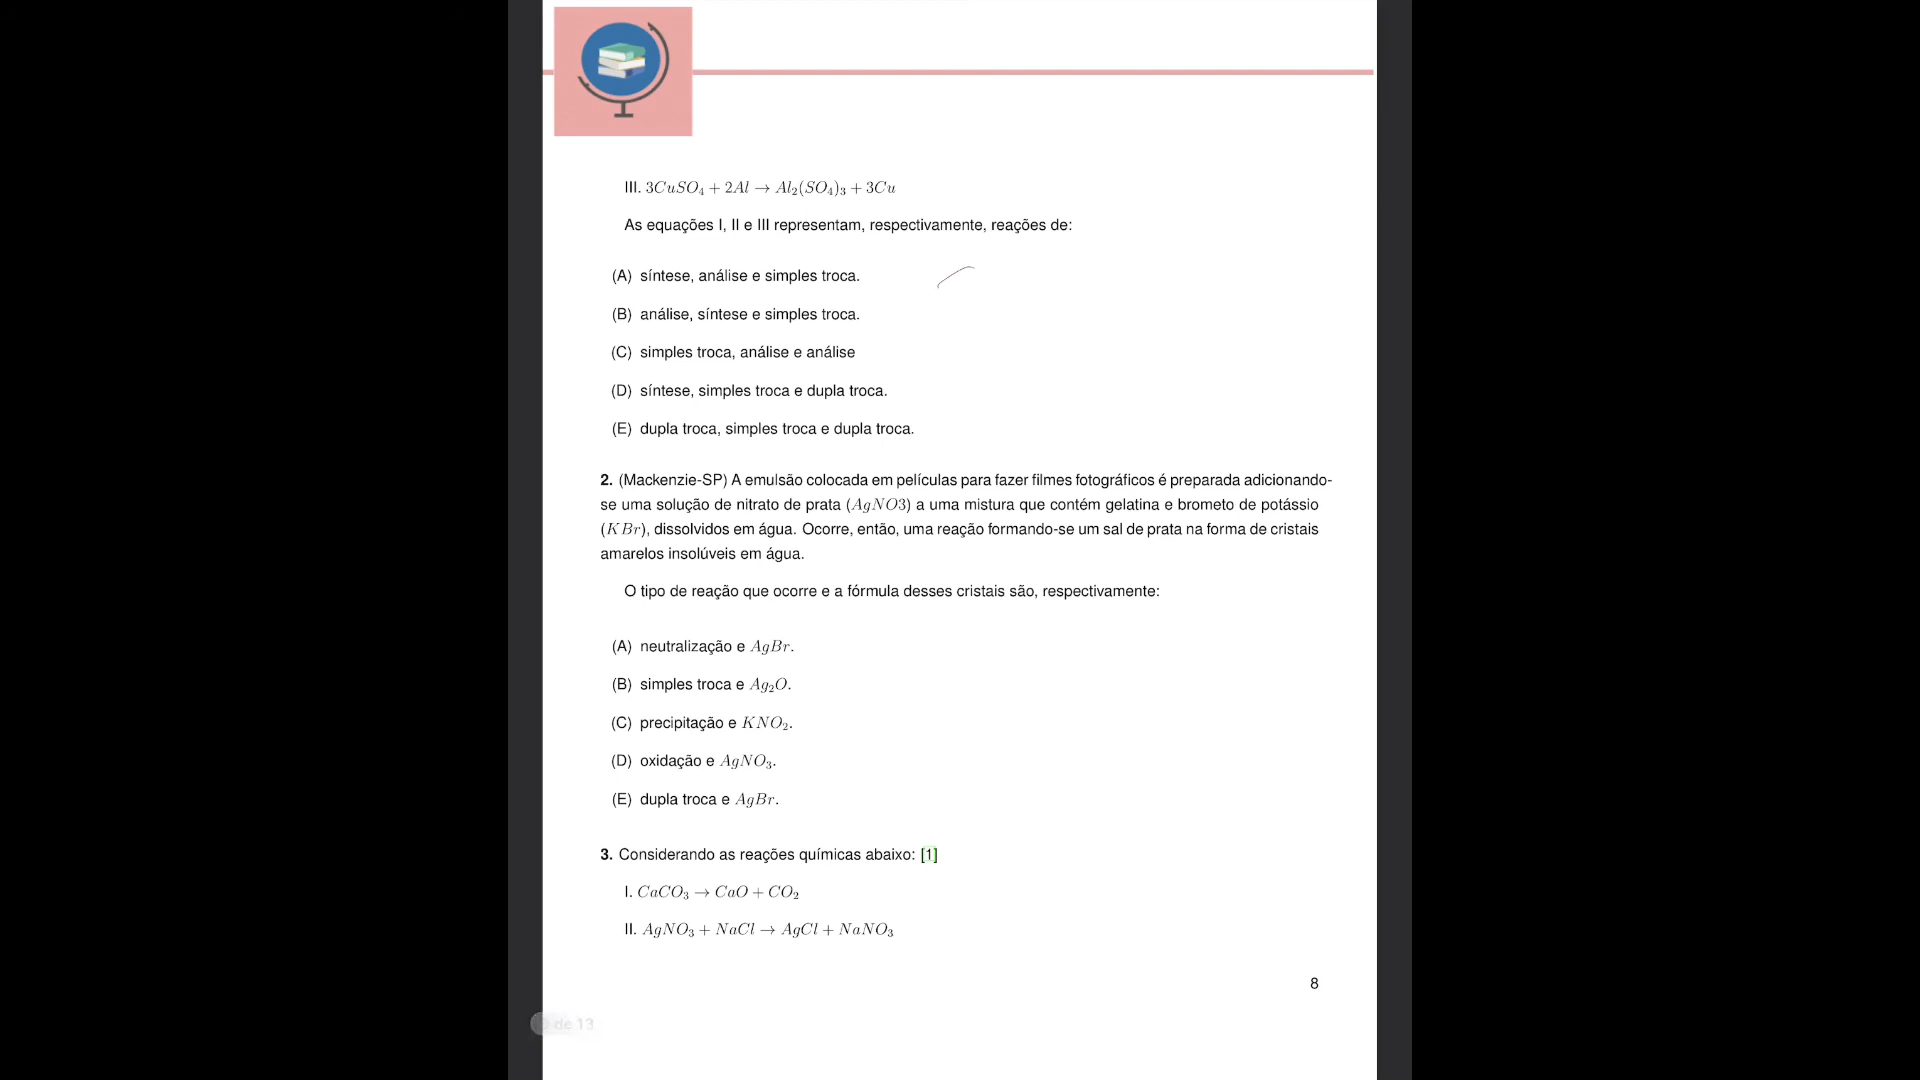 III. 3CuSO₄ + 2Al → Al₂(SO₄)₃ + 3Cu
As equações I, II e III representam, respectivamente, reações de:
(A) síntese, análise e simples troca.
(B) análise, síntese e simples troca.
(C) simples troca, análise e análise
(D) síntese, simples troca e dupla troca.
(E) dupla troca, simples troca e dupla troca.
2. (Mackenzie-SP) A emulsão colocada em películas para fazer filmes fotográficos é preparada adicionando-
se uma solução de nitrato de prata (AgNO3) a uma mistura que contém gelatina e brometo de potássio
(KBr), dissolvidos em água. Ocorre, então, uma reação formando-se um sal de prata na forma de cristais
amarelos insolúveis em água.
O tipo de reação que ocorre e a fórmula desses cristais são, respectivamente:
(A) neutralização e AgBr.
(B) simples troca e Ag₂O.
(C) precipitação e KNO₂.
(D) oxidação e AgNO₃.
(E) dupla troca e AgBr.
3. Considerando as reações químicas abaixo: [1]
I. CaCO₃ → CaO + CO₂
II. AgNO₃ + NaCl → AgCl + NaNO₃
8
de 13